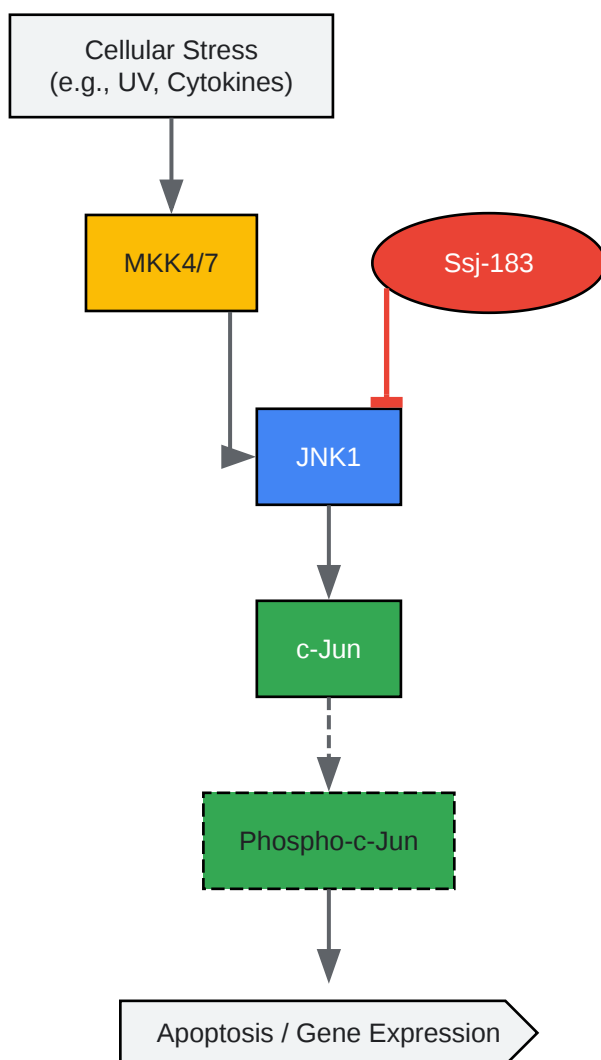 Cellular Stress
(e.g., UV, Cytokines)
MKK4/7
Ssj-183
JNK1
c-Jun
Phospho-c-Jun
Apoptosis / Gene Expression